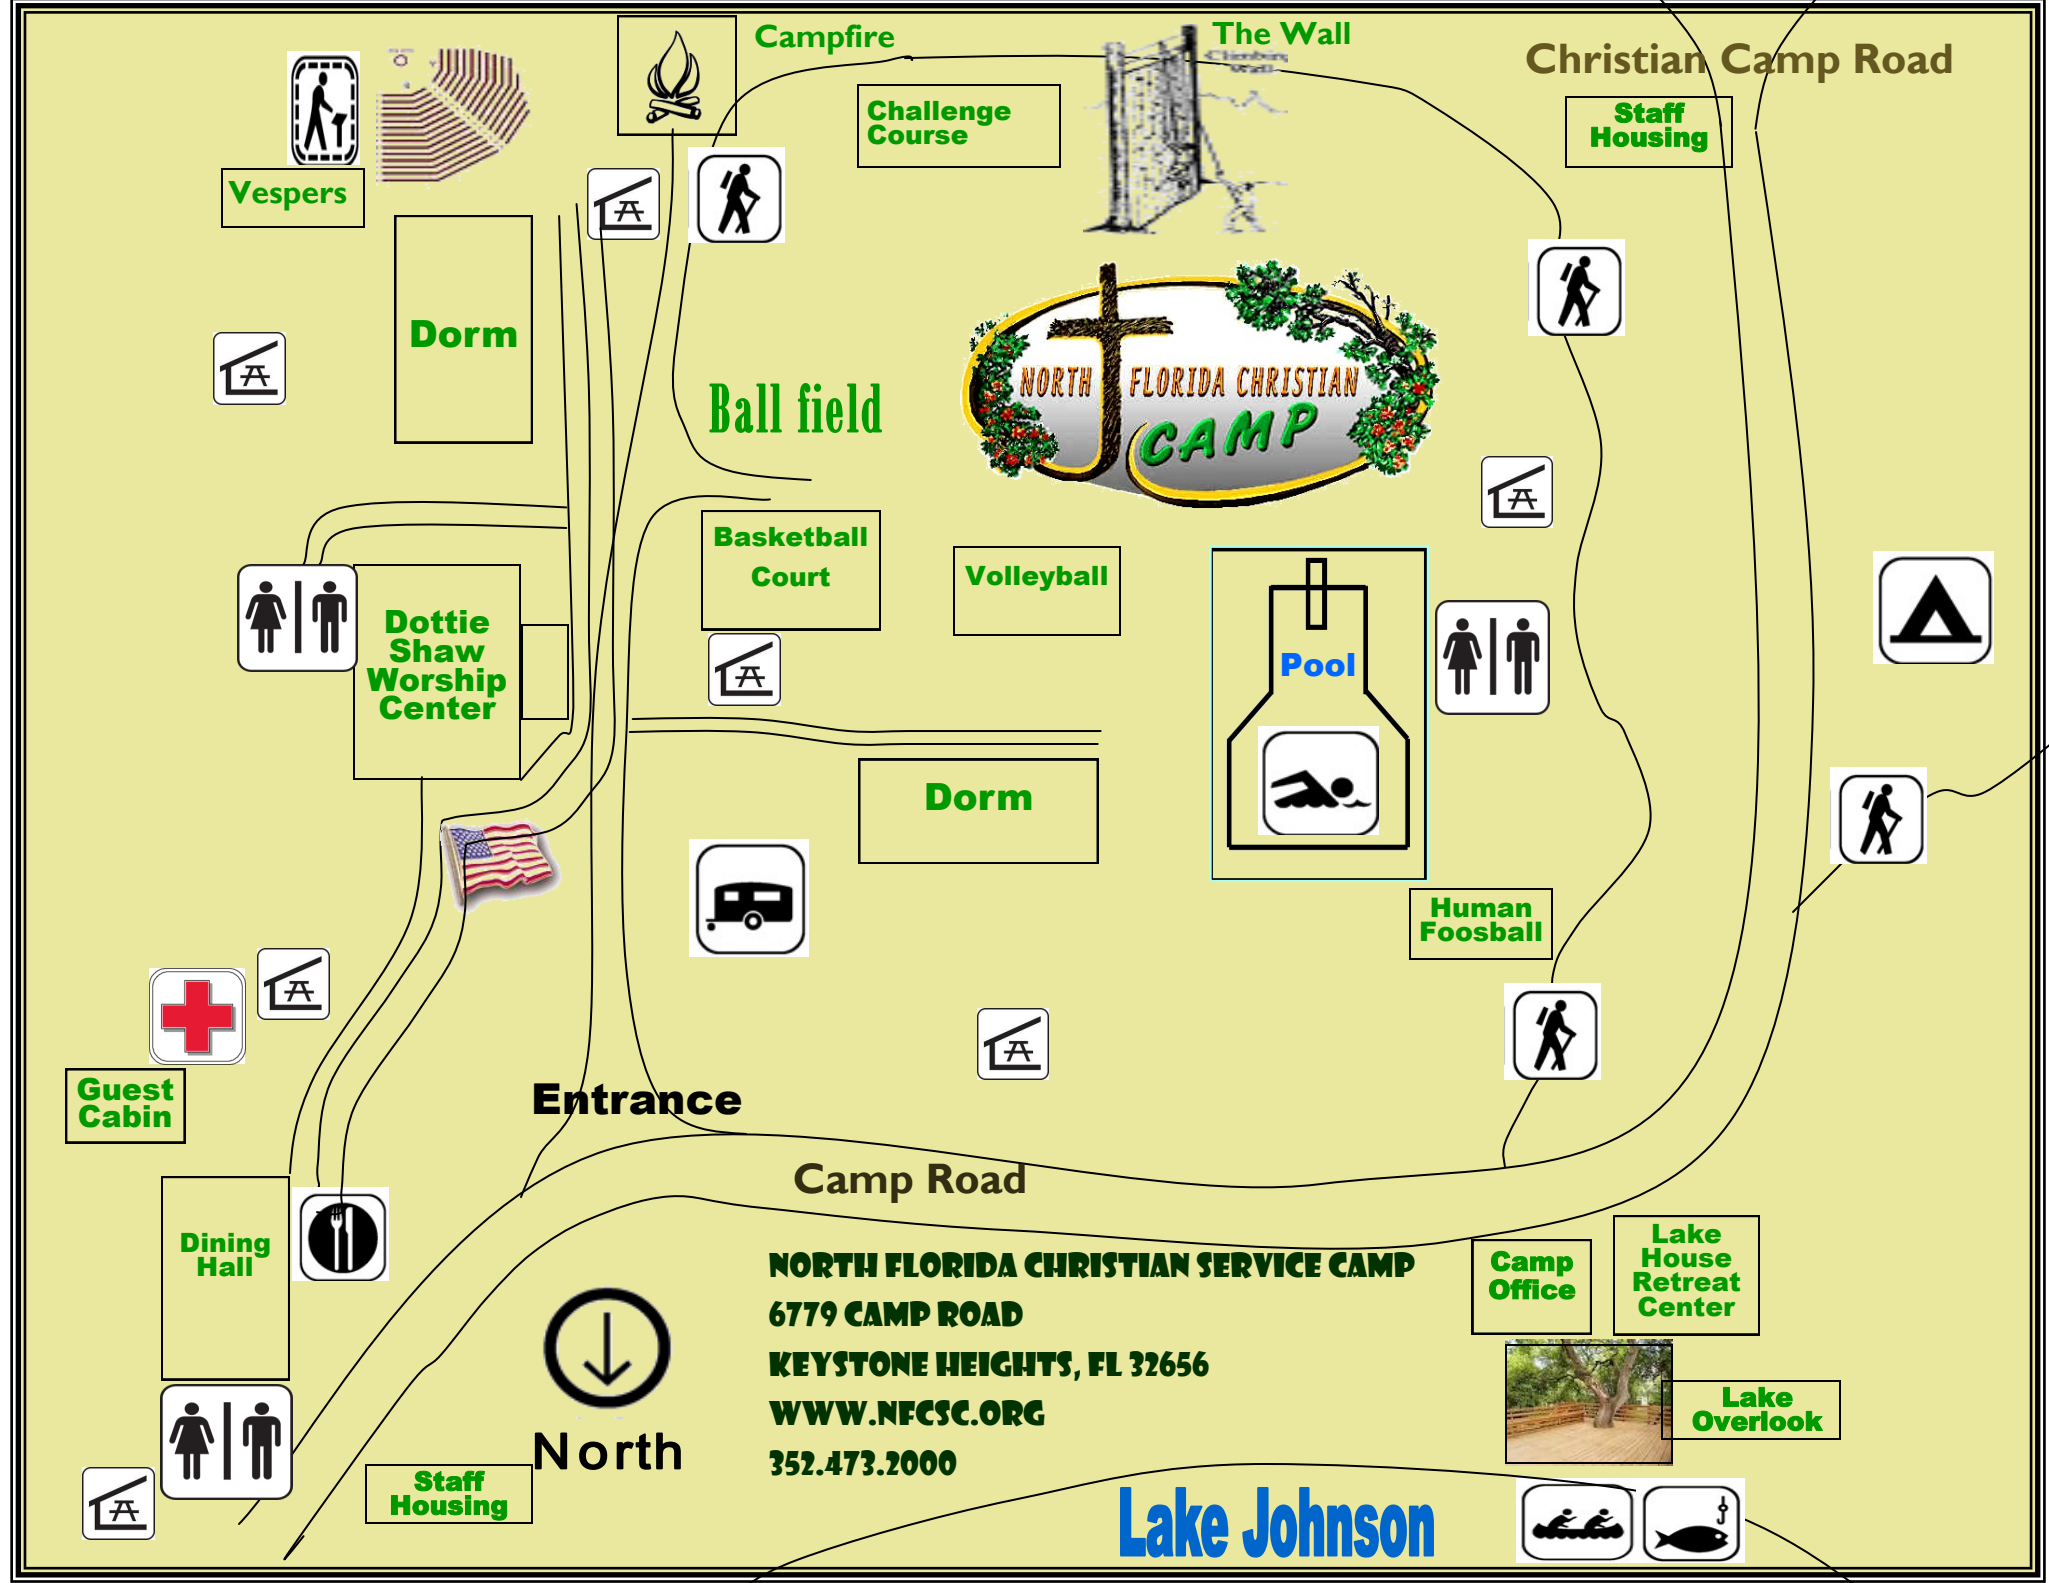 Campfire
The Wall
Climbing
Wall
Christian Camp Road
Challenge
Course
Staff
Housing
Vespers
Dorm
NORTH FLORIDA CHRISTIAN
CAMP
Ball field
Basketball
Court
Volleyball
Dottie
Shaw
Worship
Center
Pool
Dorm
Human
Foosball
Guest
Cabin
Entrance
Camp Road
Dining
Hall
NORTH FLORIDA CHRISTIAN SERVICE CAMP
6779 CAMP ROAD
KEYSTONE HEIGHTS, FL 32656
WWW.NFCSC.ORG
352.473.2000
Camp
Office
Lake
House
Retreat
Center
Lake
Overlook
North
Staff
Housing
Lake Johnson